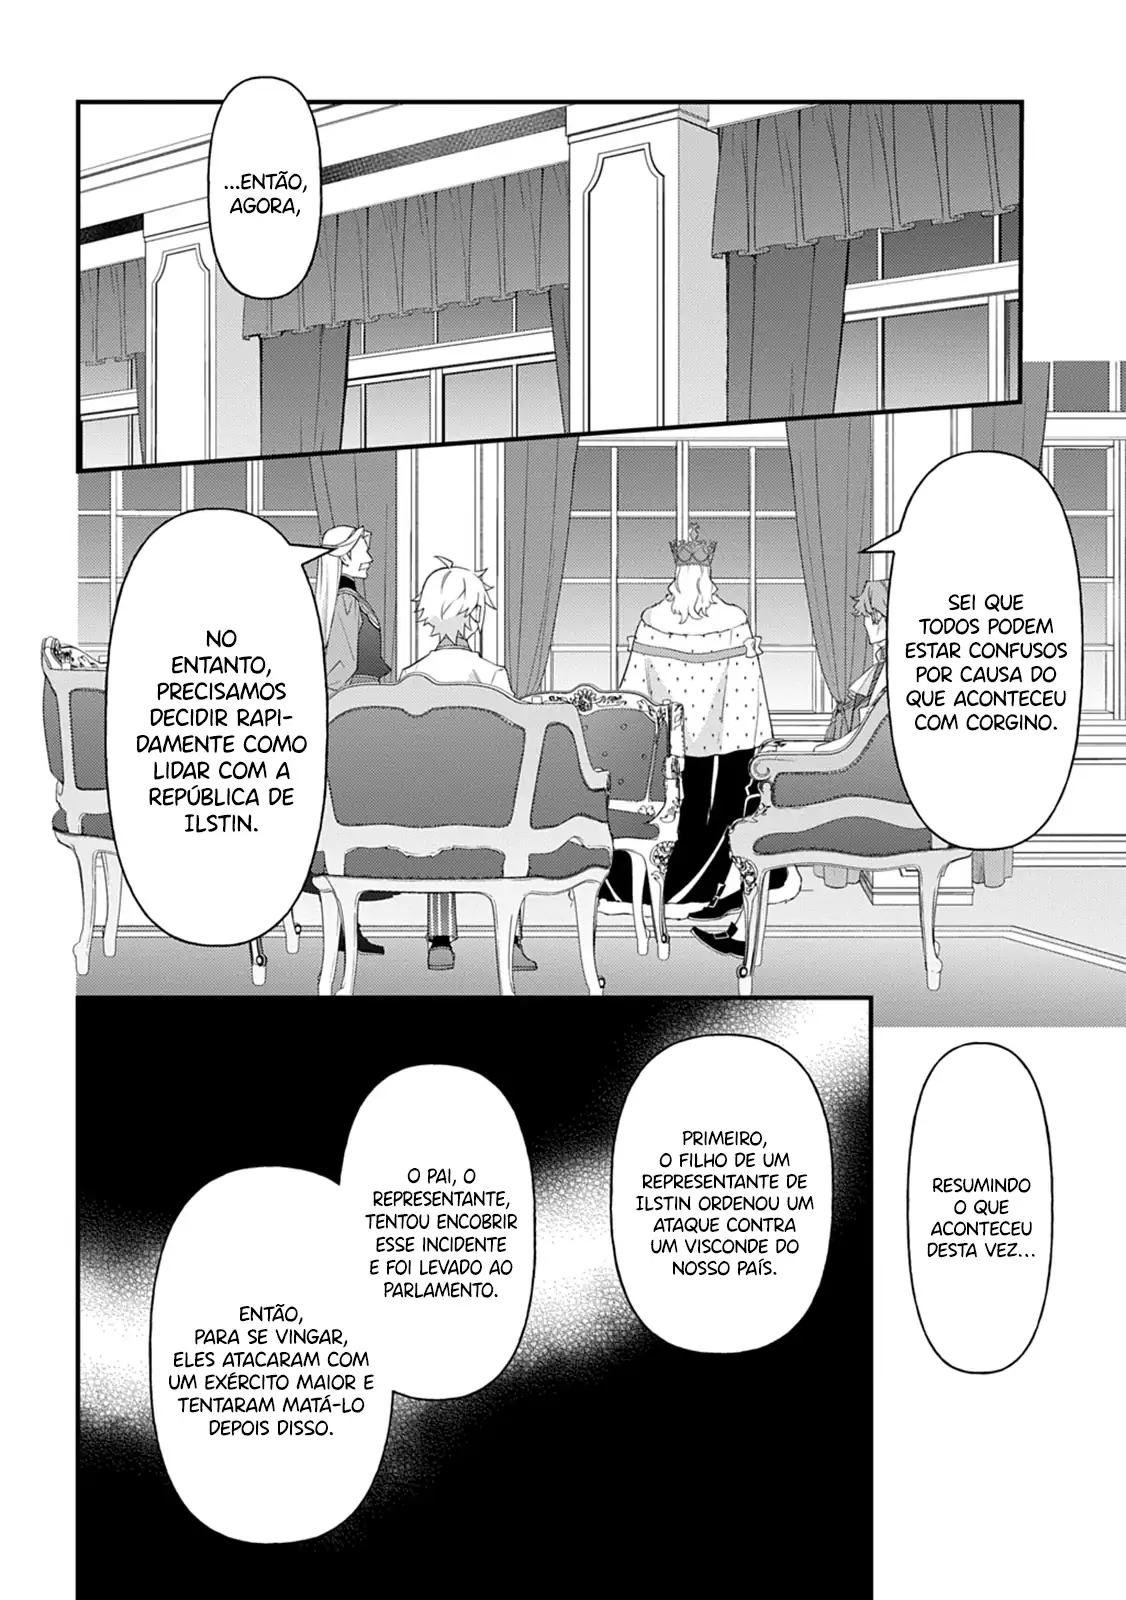 ...ENTÃO,
AGORA,
SEI QUE
TODOS PODEM
ESTAR CONFUSOS
POR CAUSA DO
QUE ACONTECEU
COM CORGINO.
NO
ENTANTO,
PRECISAMOS
DECIDIR RAPI-
DAMENTE COMO
LIDAR COM A
REPÚBLICA DE
ILSTIN.
RESUMINDO
O QUE
ACONTECEU
DESTA VEZ...
PRIMEIRO,
O FILHO DE UM
REPRESENTANTE DE
ILSTIN ORDENOU UM
ATAQUE CONTRA
UM VISCONDE DO
NOSSO PAÍS.
O PAI, O
REPRESENTANTE,
TENTOU ENCOBRIR
ESSE INCIDENTE
E FOI LEVADO AO
PARLAMENTO.
ENTÃO,
PARA SE VINGAR,
ELES ATACARAM COM
UM EXÉRCITO MAIOR E
TENTARAM MATÁ-LO
DEPOIS DISSO.